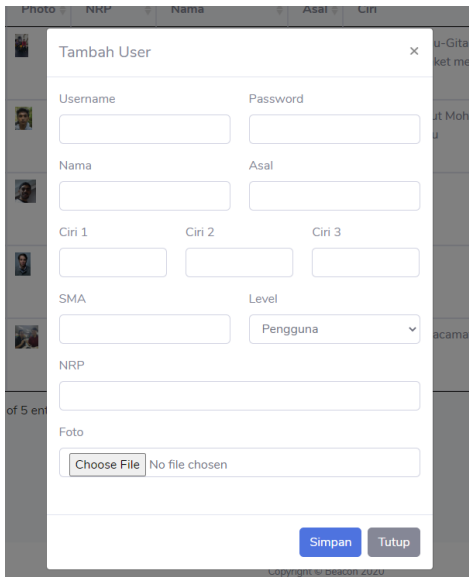 Photo NRP Nama Asal Ciri
Tambah User ×
Username Password
Nama Asal
Ciri 1 Ciri 2 Ciri 3
SMA Level
Pengguna
NRP
of 5 ent
Foto
Choose File No file chosen
Simpan Tutup
Copyright © Beacon 2020